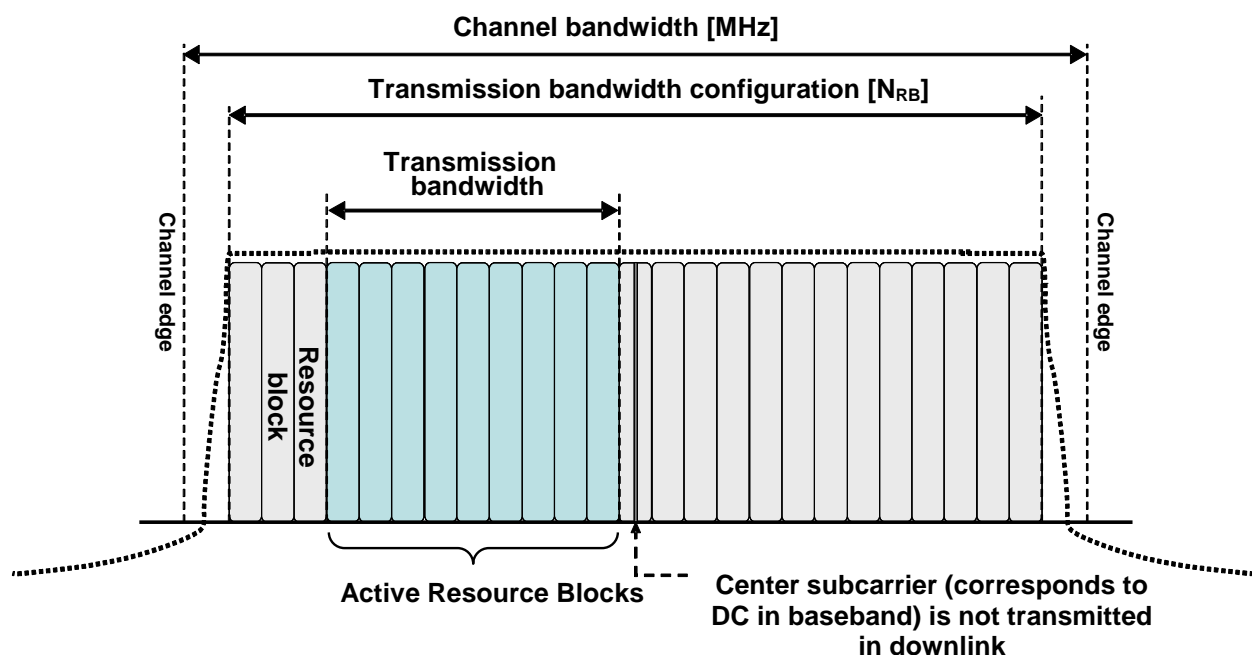 Channel bandwidth [MHz]
Transmission bandwidth configuration [NRB]
Transmission
bandwidth
Channel edge
Channel edge
Resource
block
Active Resource Blocks
Center subcarrier (corresponds to
DC in baseband) is not transmitted
in downlink